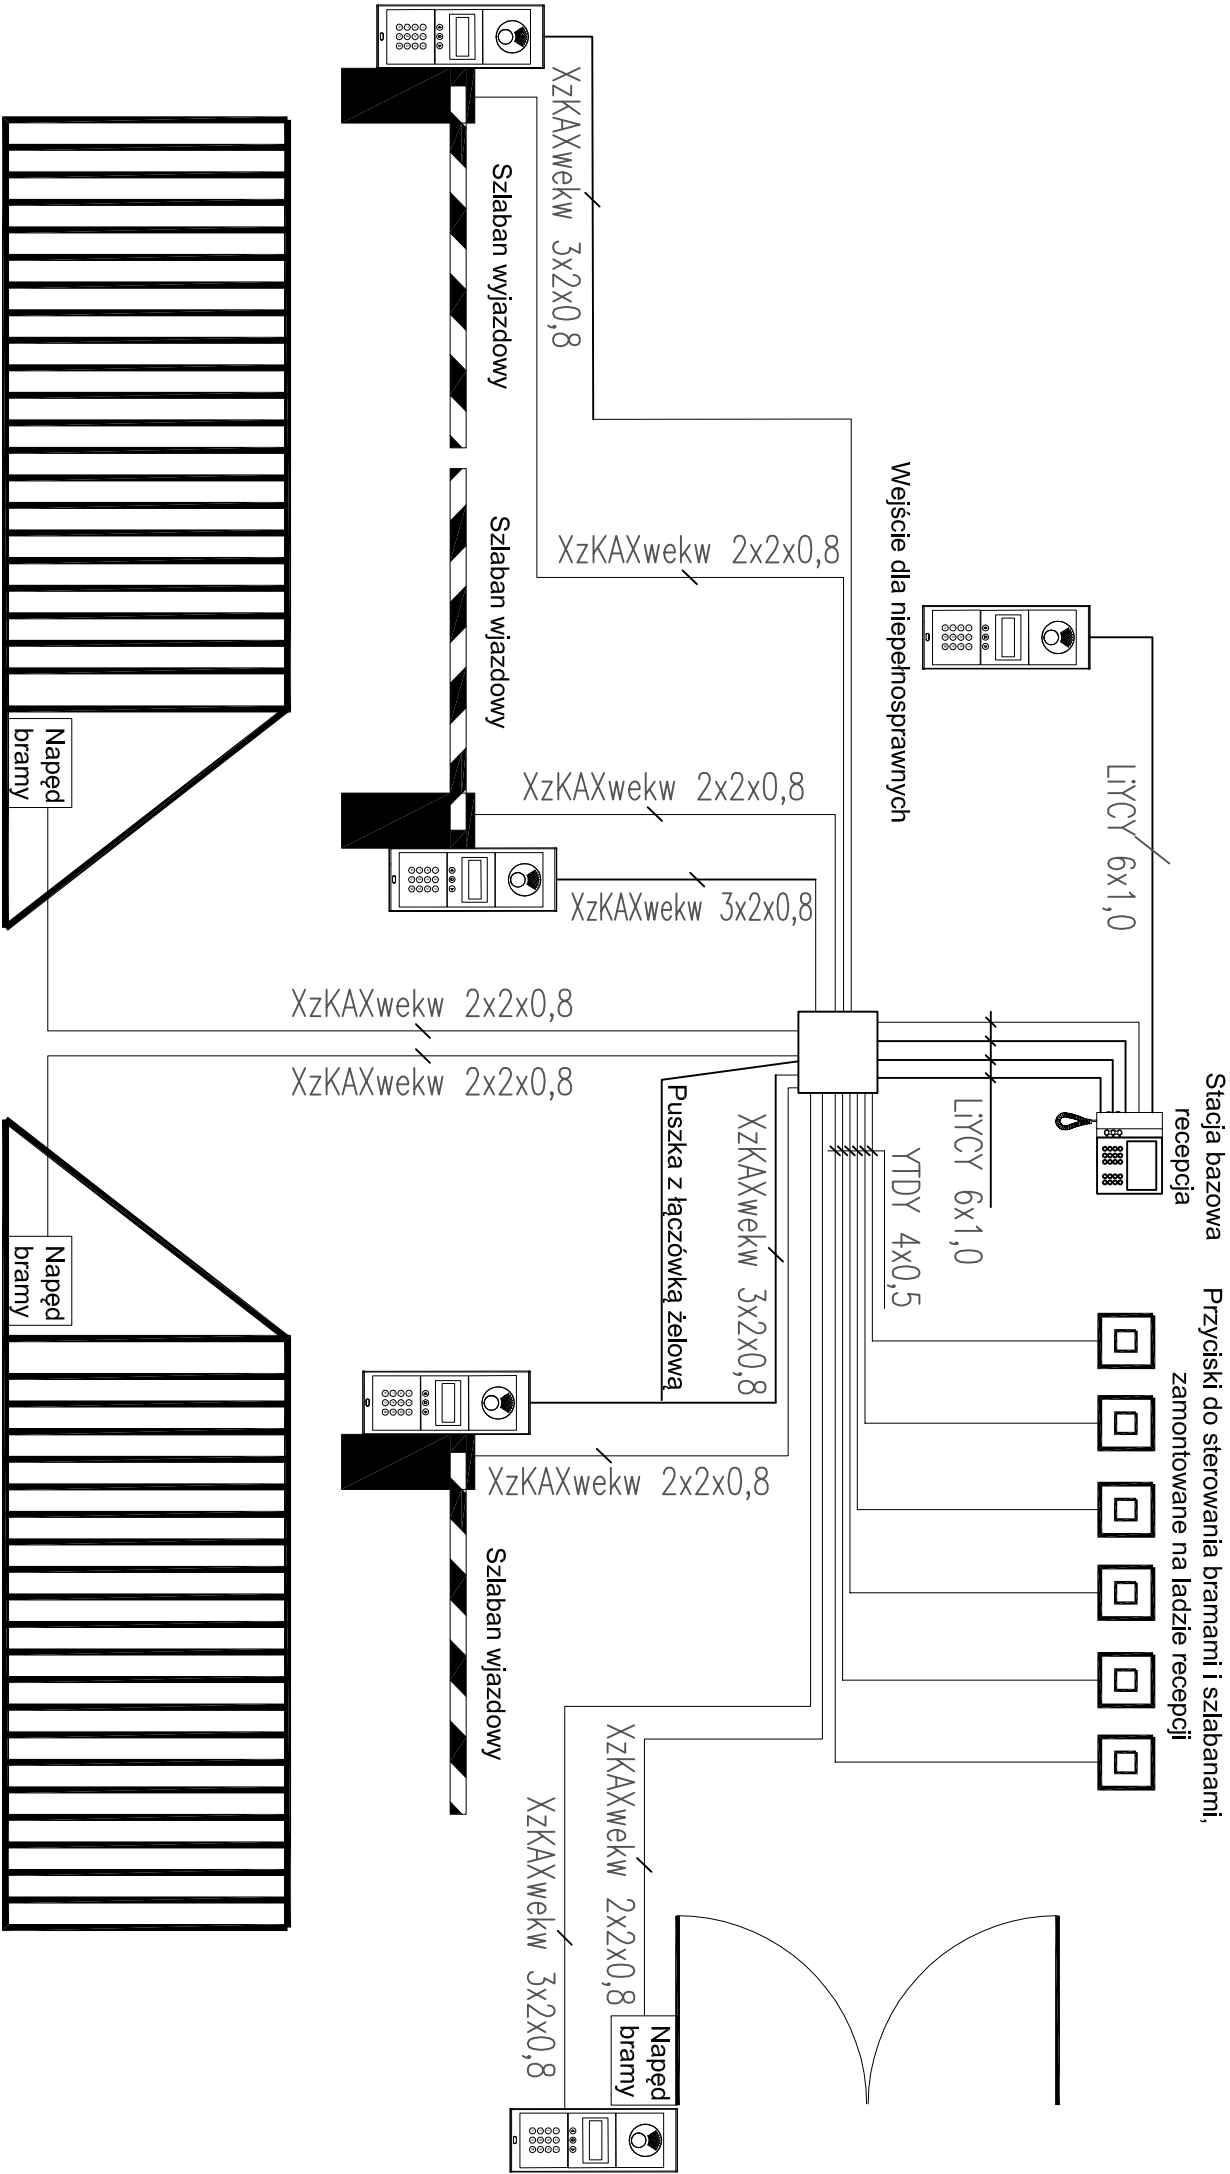 Stacja bazowa
recepcja
Przyciski do sterowania bramami i szlabanami,
zamontowane na ladzie recepcji
LiYCY 6x1,0
Wejście dla niepełnosprawnych
LiYCY 6x1,0
YTDY 4x0,5
XzKAXwekw 3x2x0,8
XzKAXwekw 2x2x0,8
XzKAXwekw 2x2x0,8
XzKAXwekw 3x2x0,8
XzKAXwekw 3x2x0,8
Puszka z łączówką żelową
XzKAXwekw 2x2x0,8
XzKAXwekw 2x2x0,8
XzKAXwekw 3x2x0,8
Napęd
bramy
Szlaban wyjazdowy
Szlaban wjazdowy
Szlaban wjazdowy
XzKAXwekw 2x2x0,8
XzKAXwekw 2x2x0,8
Napęd
bramy
Napęd
bramy